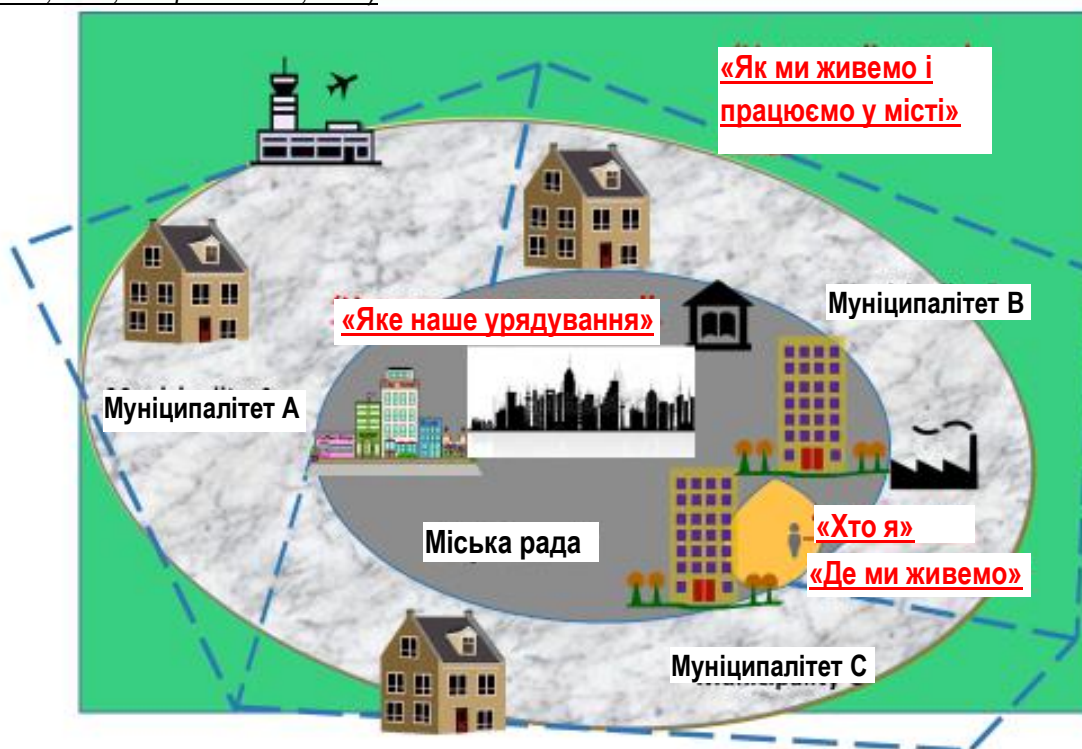 «Як ми живемо і
працюємо у місті»
Муніципалітет В
«Яке наше урядування»
Муніципалітет А
«Хто я»
Міська рада
«Де ми живемо»
Муніципалітет С